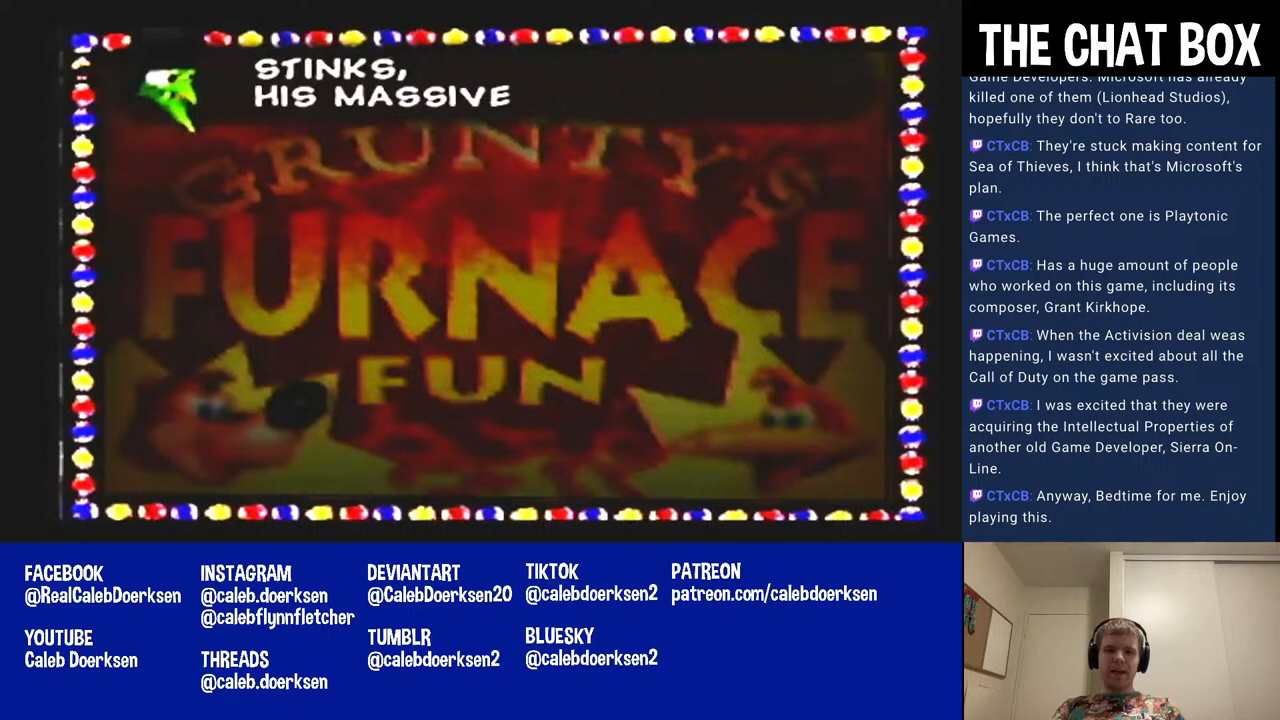 STINKS,
HIS MASSIVE
GRUNTY'S
FURNACE
FUN
THE CHAT BOX
Game Developers. Microsoft has already
killed one of them (Lionhead Studios),
hopefully they don't to Rare too.
CTxCB: They're stuck making content for
Sea of Thieves, I think that's Microsoft's
plan.
CTxCB: The perfect one is Playtonic
Games.
CTxCB: Has a huge amount of people
who worked on this game, including its
composer, Grant Kirkhope.
CTxCB: When the Activision deal weas
happening, I wasn't excited about all the
Call of Duty on the game pass.
CTxCB: I was excited that they were
acquiring the Intellectual Properties of
another old Game Developer, Sierra On-
Line.
CTxCB: Anyway, Bedtime for me. Enjoy
playing this.
FACEBOOK
@RealCalebDoerksen
YOUTUBE
Caleb Doerksen
INSTAGRAM
@caleb.doerksen
@calebflynnfletcher
THREADS
@caleb.doerksen
DEVIANTART
@CalebDoerksen20
TUMBLR
@calebdoerksen2
TIKTOK
@calebdoerksen2
BLUESKY
@calebdoerksen2
PATREON
patreon.com/calebdoerksen